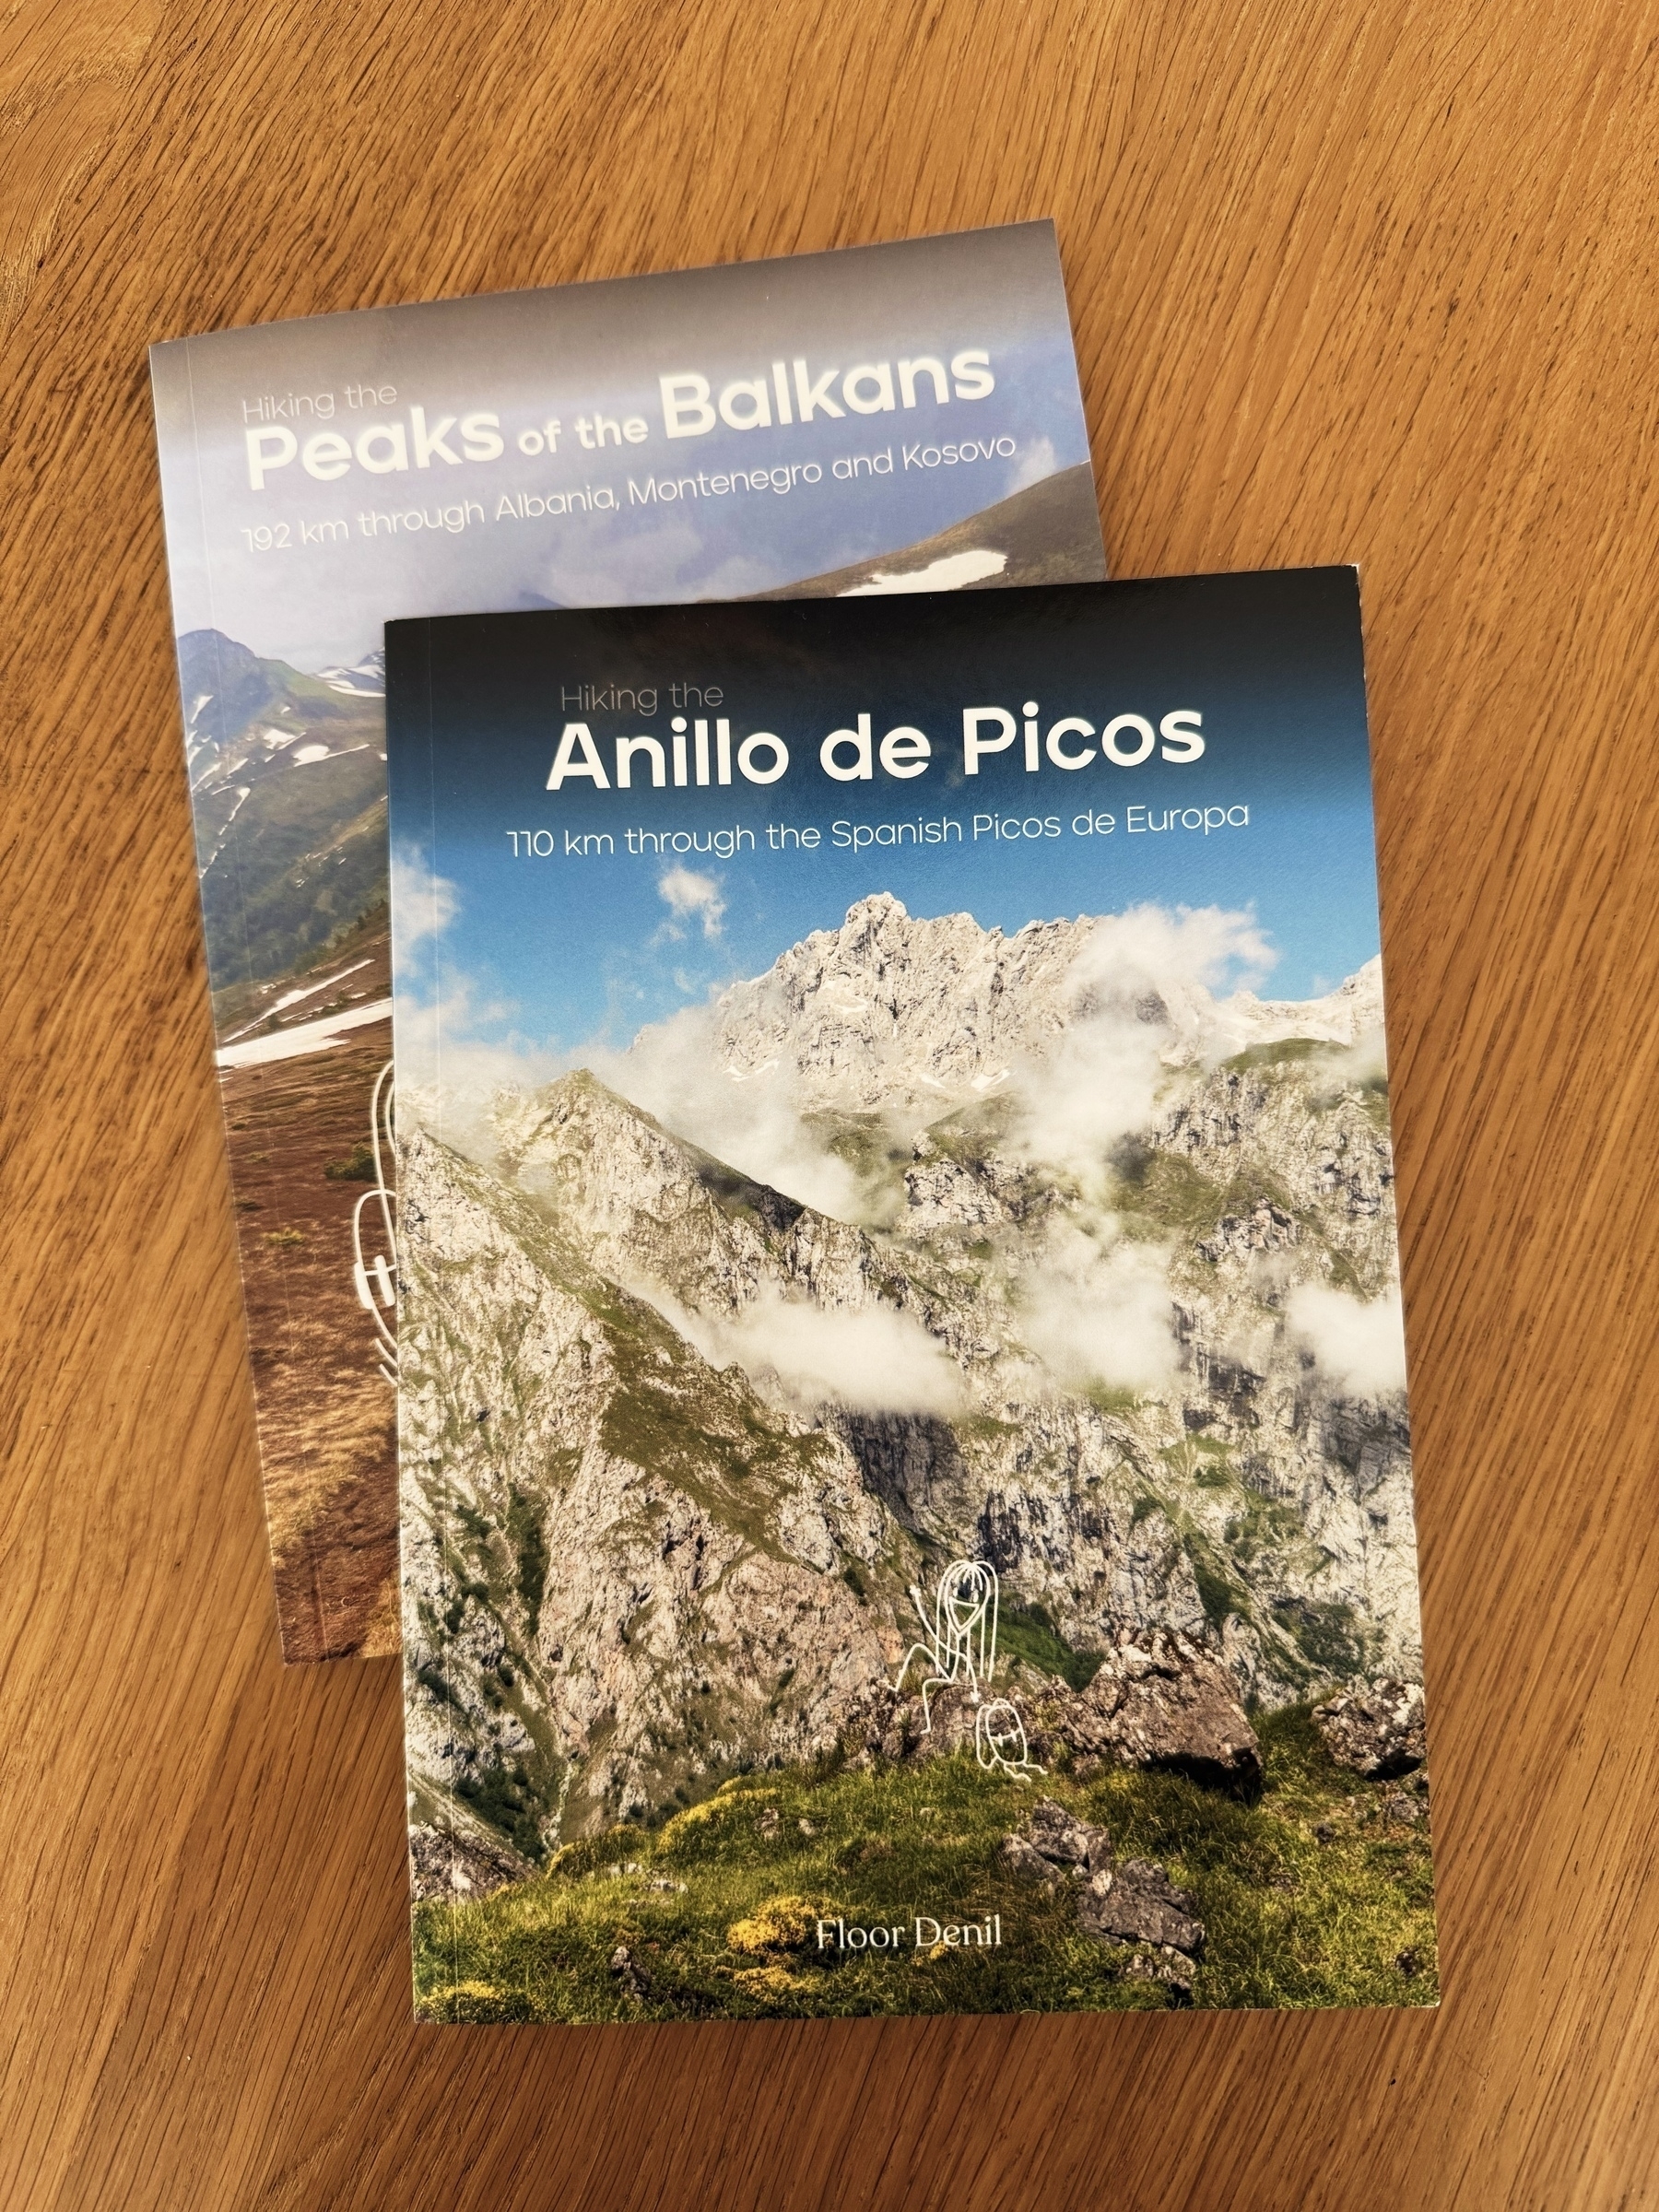 Hiking the
Peaks of the Balkans
192 km through Albania, Montenegro and Kosovo
Hiking the
Anillo de Picos
110 km through the Spanish Picos de Europa
Floor Denil